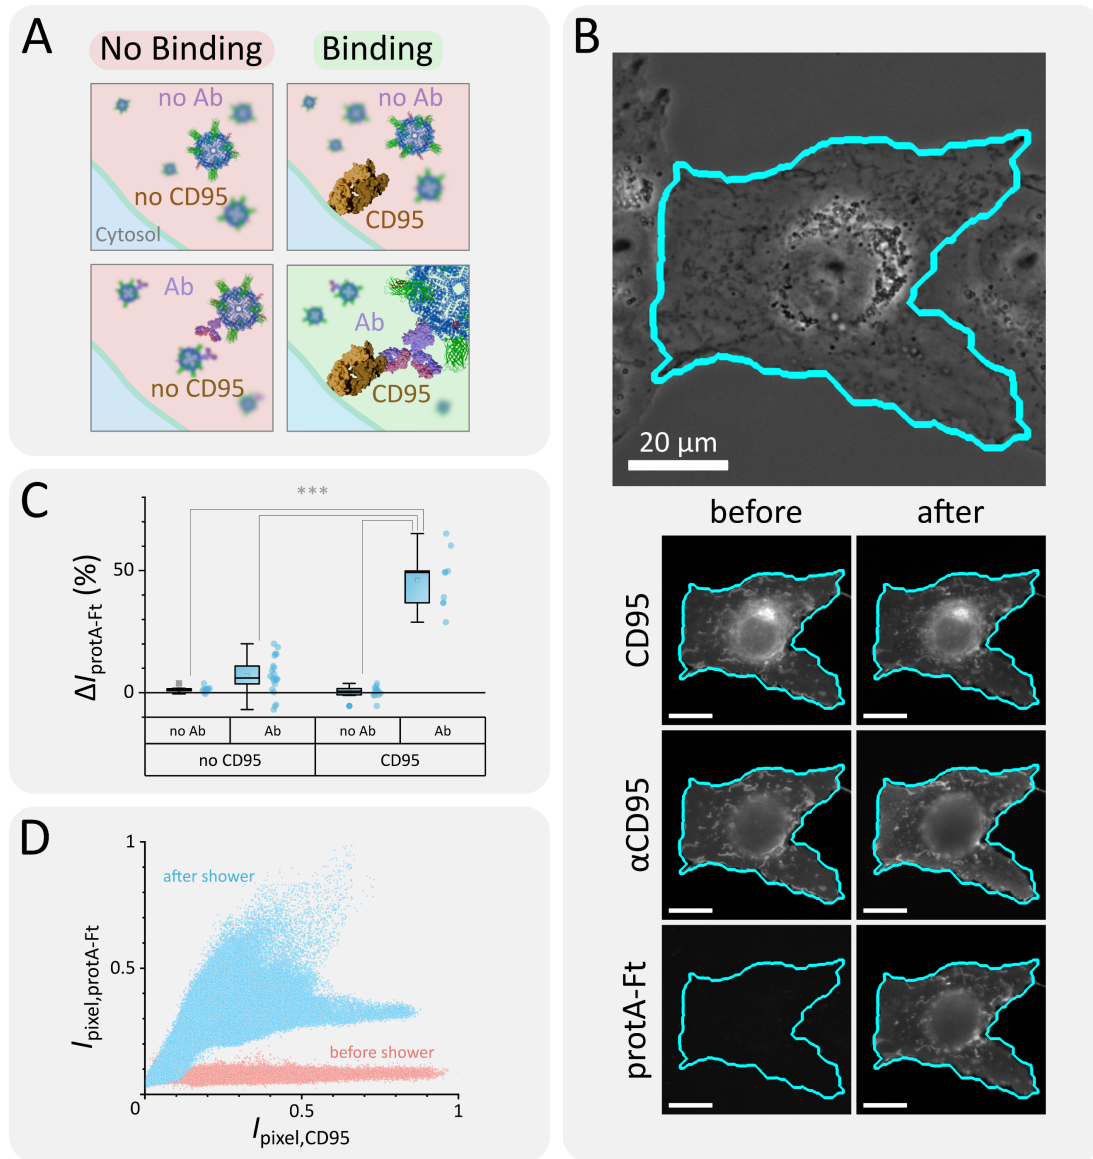 A
No Binding
Binding
no Ab
no CD95
Cytosol
no Ab
CD95
Ab
no CD95
Ab
CD95
B
20 µm
before
after
CD95
αCD95
protA-Ft
C
***
ΔIprotA-Ft (%)
50
0
no Ab
Ab
no Ab
Ab
no CD95
CD95
D
1
after shower
0.5
before shower
Ipixel,protA-Ft
0
0.5
1
Ipixel,CD95